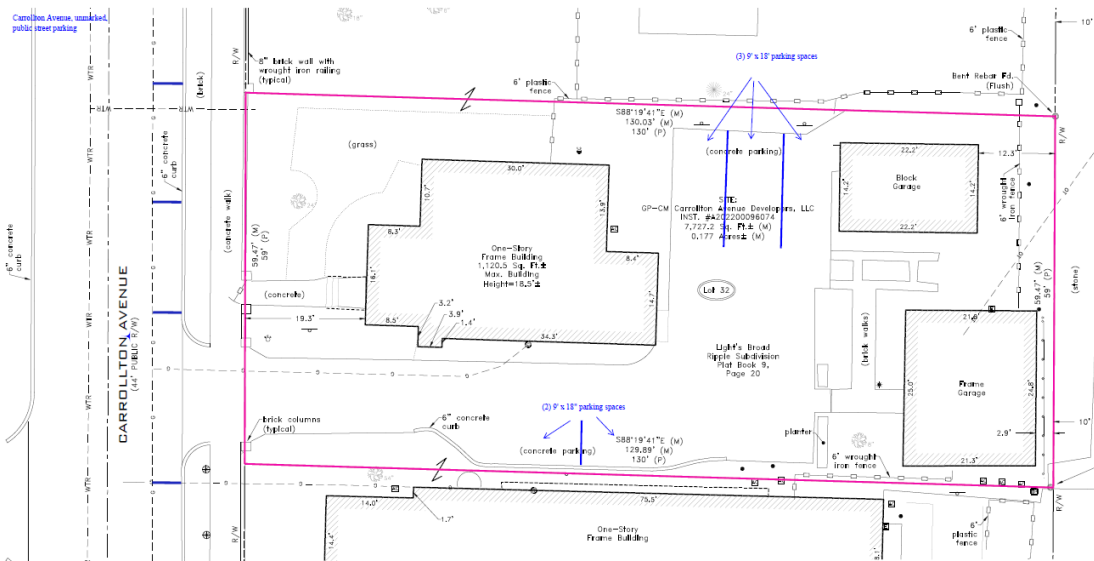 Carrollton Avenue, unmarked,
public street parking
R/W
8" brick wall with
wrought iron railing
(typical)
6' plastic
fence
(3) 9' x 18' parking spaces
6' plastic
fence
10'
Bent Rebar Fd.
(Flush)
R/W
WTR
WTR
(brick)
6" concrete
curb
(grass)
S88°19'41"E (M)
130.03' (M)
130' (P)
(concrete parking)
22.2'
Block
Garage
14.2'
14.2'
22.2'
12.3'
6' wrought
iron fence
30.0'
10.7'
13.9'
8.3'
16.1'
One-Story
Frame Building
1,120.5 Sq. Ft.±
Max. Building
Height=18.5'±
8.4'
14.7'
SITE:
GP-CM Carrollton Avenue Developers, LLC
INST. #A202200096074
7,727.2 Sq. Ft.± (M)
0.177 Acres± (M)
Lot 32
(concrete walk)
59.47' (M)
59' (P)
59.47' (M)
59' (P)
(stone)
6" concrete
curb
CARROLLTON AVENUE
(44' PUBLIC R/W)
WTR
(concrete)
19.3'
8.5'
3.2'
3.9'
1.4'
34.3'
Light's Broad
Ripple Subdivision
Plat Book 9,
Page 20
(brick walks)
25.0'
Frame
Garage
24.8'
2.9'
21.3'
10'
brick columns
(typical)
6" concrete
curb
(2) 9' x 18" parking spaces
(concrete parking)
S88°19'41"E (M)
129.89' (M)
130' (P)
planter
6' wrought
iron fence
WTR
R/W
R/W
14.0'
1.7'
75.5'
14.4'
One-Story
Frame Building
6' plastic
fence
WTR
R/W